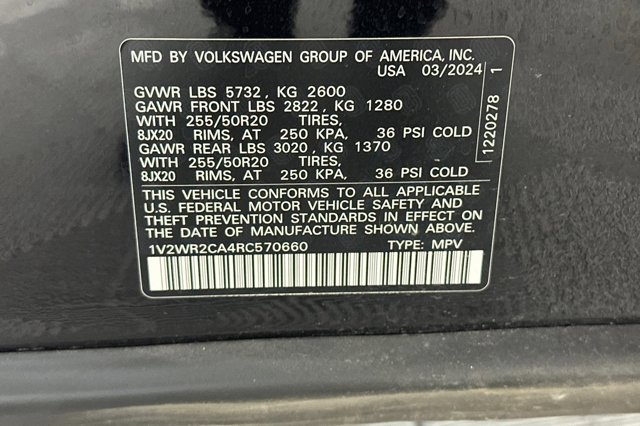 MFD BY VOLKSWAGEN GROUP OF AMERICA, INC.
USA 03/2024
GVWR LBS 5732, KG 2600
GAWR FRONT LBS 2822, KG 1280
WITH 255/50R20 TIRES,
8JX20 RIMS, AT 250 KPA, 36 PSI COLD
GAWR REAR LBS 3020, KG 1370
WITH 255/50R20 TIRES,
8JX20 RIMS, AT 250 KPA, 36 PSI COLD
THIS VEHICLE CONFORMS TO ALL APPLICABLE
U.S. FEDERAL MOTOR VEHICLE SAFETY AND
THEFT PREVENTION STANDARDS IN EFFECT ON
THE DATE OF MANUFACTURE SHOWN ABOVE.
1V2WR2CA4RC570660 TYPE: MPV
1220278 1